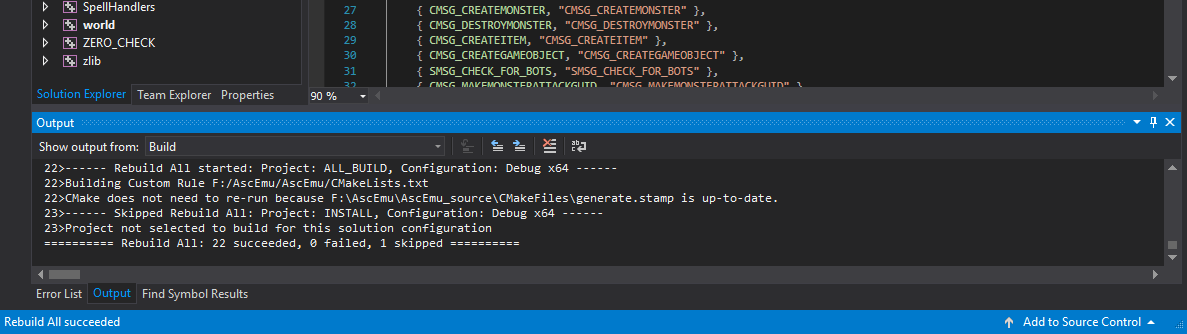 SpellHandlers
world
ZERO_CHECK
zlib
Solution Explorer Team Explorer Properties
27 { CMSG_CREATEMONSTER, "CMSG_CREATEMONSTER" },
28 { CMSG_DESTROYMONSTER, "CMSG_DESTROYMONSTER" },
29 { CMSG_CREATEITEM, "CMSG_CREATEITEM" },
30 { CMSG_CREATEGAMEOBJECT, "CMSG_CREATEGAMEOBJECT" },
31 { SMSG_CHECK_FOR_BOTS, "SMSG_CHECK_FOR_BOTS" },
32 { CMSG_MAKEMONSTERATTACKGUID, "CMSG_MAKEMONSTERATTACKGUID" }
90 %
Output
Show output from: Build
22>------ Rebuild All started: Project: ALL_BUILD, Configuration: Debug x64 ------
22>Building Custom Rule F:/AscEmu/AscEmu/CMakeLists.txt
22>CMake does not need to re-run because F:\AscEmu\AscEmu_source\CMakeFiles\generate.stamp is up-to-date.
23>------ Skipped Rebuild All: Project: INSTALL, Configuration: Debug x64 ------
23>Project not selected to build for this solution configuration
========== Rebuild All: 22 succeeded, 0 failed, 1 skipped ==========
Error List Output Find Symbol Results
Rebuild All succeeded Add to Source Control